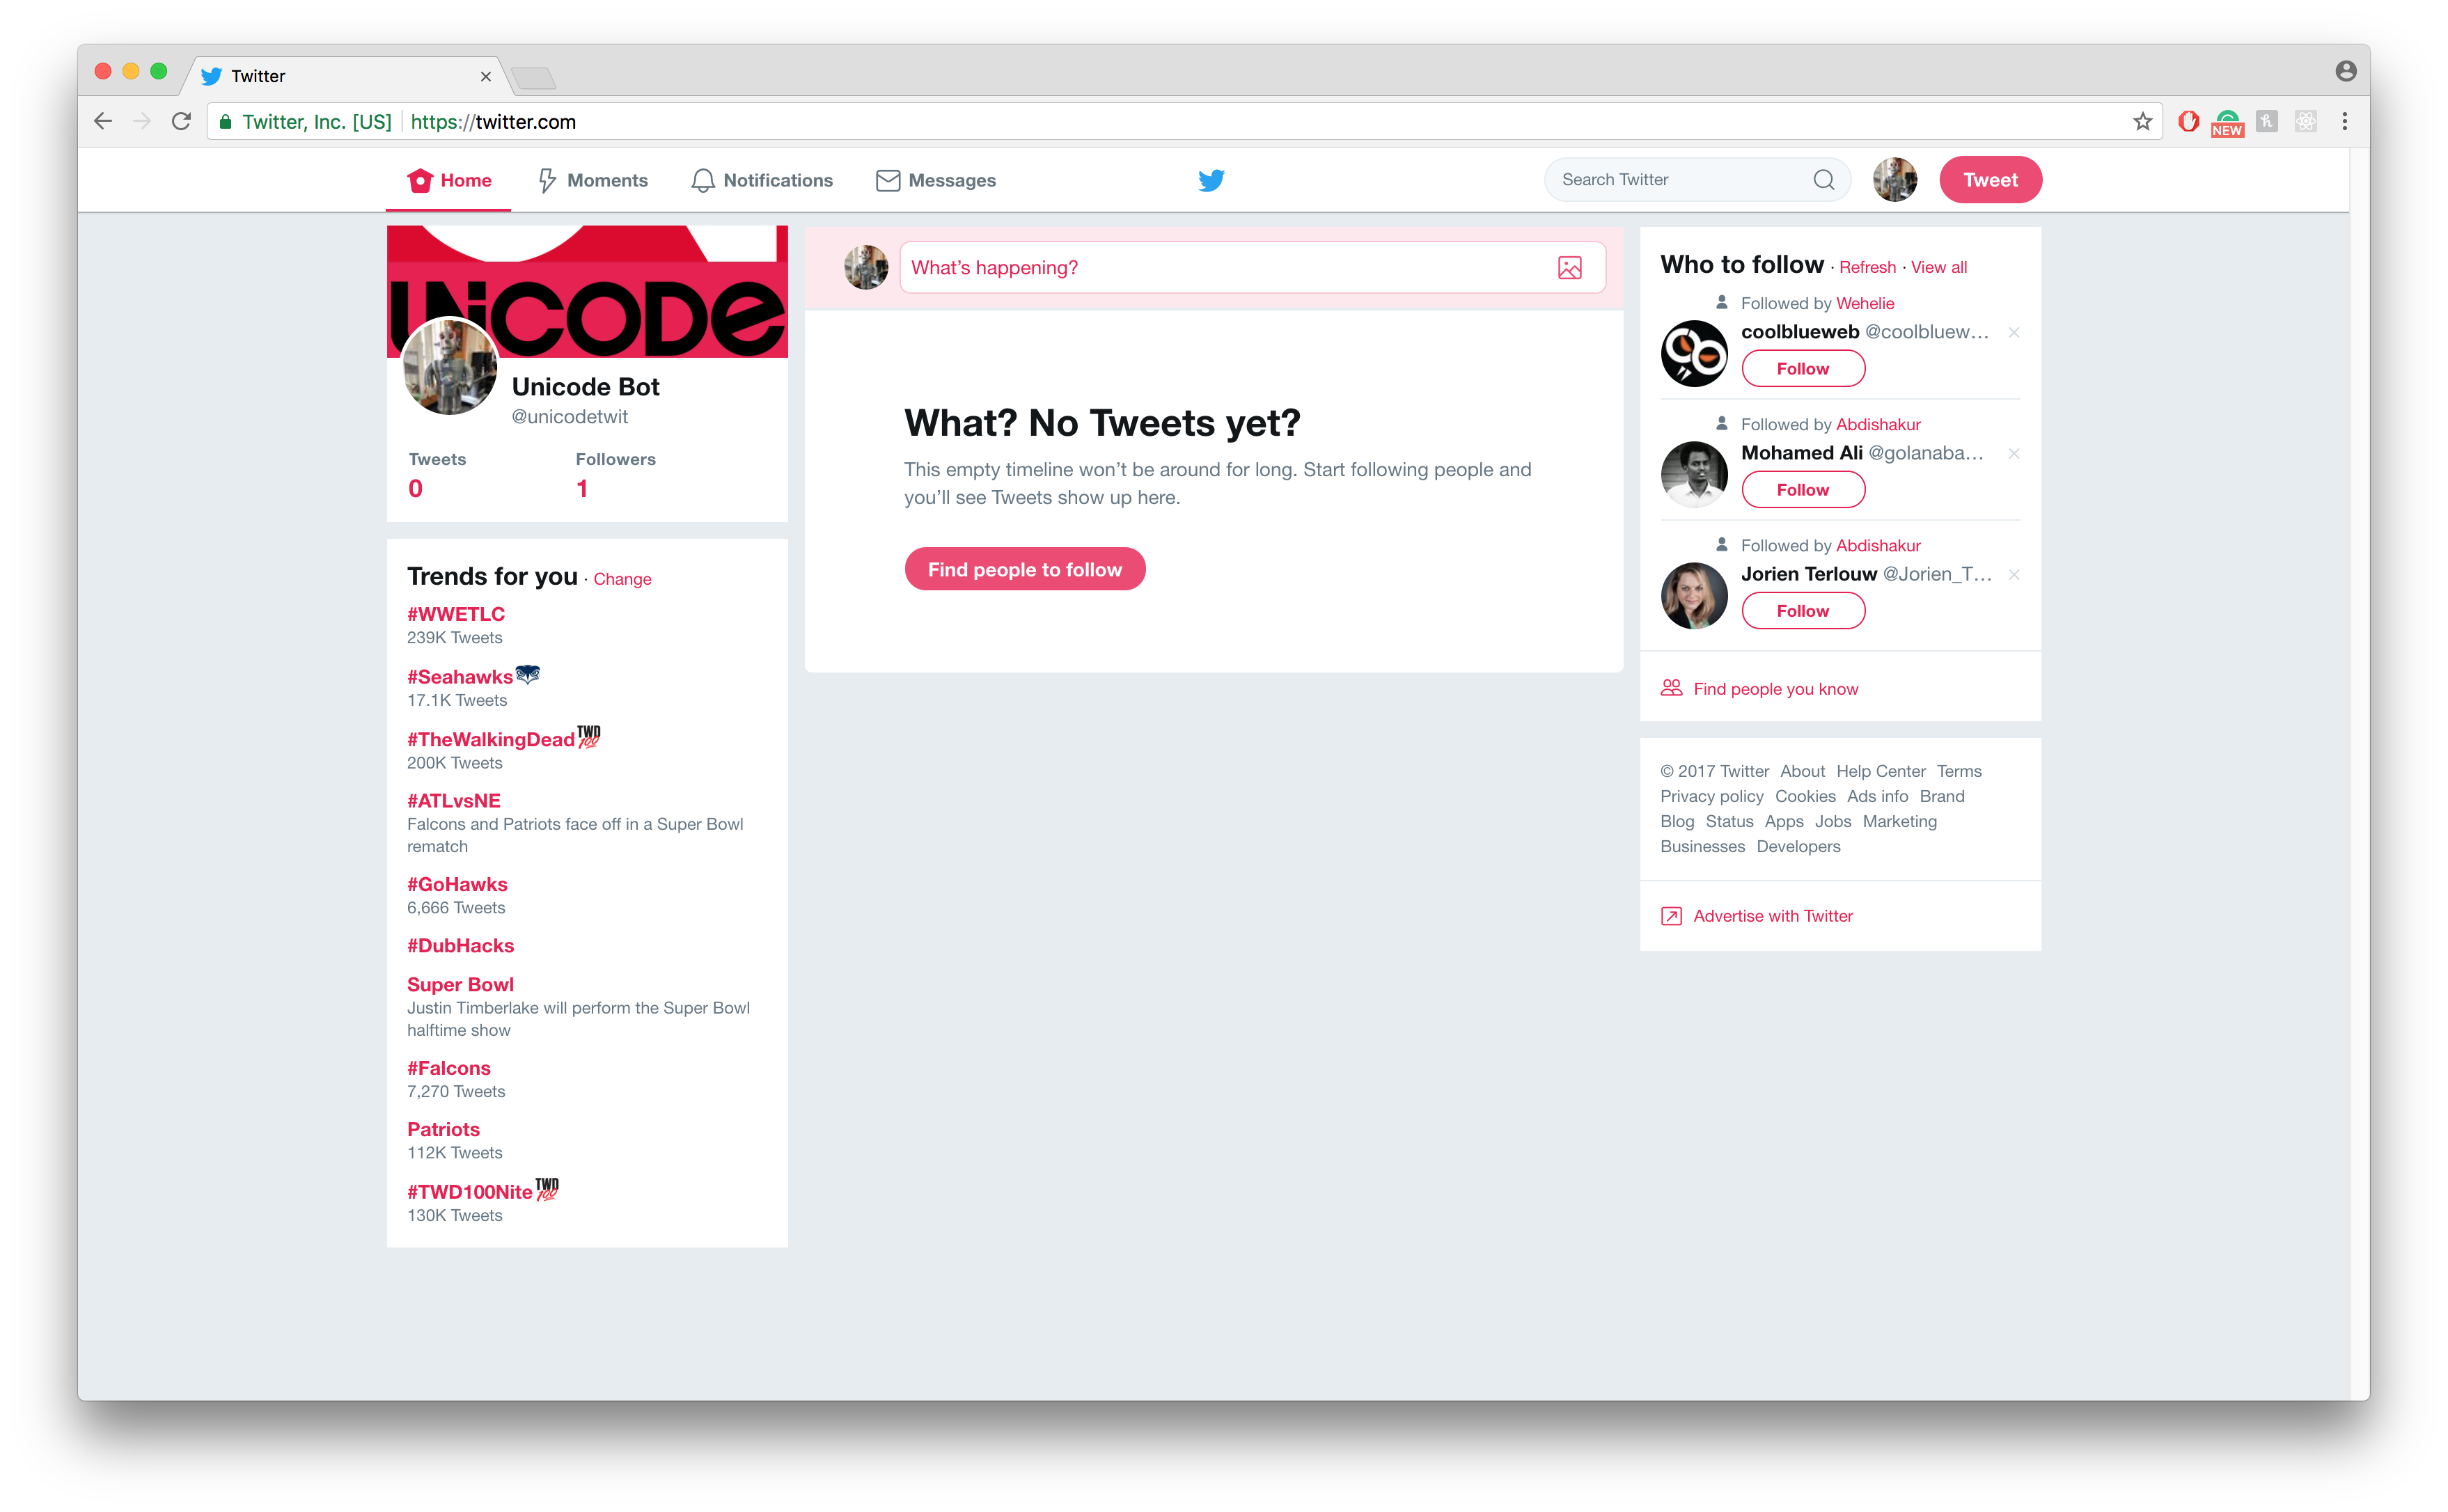 Twitter
Twitter, Inc. [US] https://twitter.com
NEW
Home Moments Notifications Messages Search Twitter Tweet
UNiCODe
Unicode Bot
@unicodetwit
Tweets Followers
0 1
Trends for you · Change
#WWETLC
239K Tweets
#Seahawks
17.1K Tweets
#TheWalkingDead TWD 100
200K Tweets
#ATLvsNE
Falcons and Patriots face off in a Super Bowl
rematch
#GoHawks
6,666 Tweets
#DubHacks
Super Bowl
Justin Timberlake will perform the Super Bowl
halftime show
#Falcons
7,270 Tweets
Patriots
112K Tweets
#TWD100Nite TWD 100
130K Tweets
What’s happening?
What? No Tweets yet?
This empty timeline won’t be around for long. Start following people and
you’ll see Tweets show up here.
Find people to follow
Who to follow · Refresh · View all
Followed by Wehelie
coolblueweb @coolbluew...
Follow
Followed by Abdishakur
Mohamed Ali @golanaba...
Follow
Followed by Abdishakur
Jorien Terlouw @Jorien_T...
Follow
Find people you know
© 2017 Twitter About Help Center Terms
Privacy policy Cookies Ads info Brand
Blog Status Apps Jobs Marketing
Businesses Developers
Advertise with Twitter